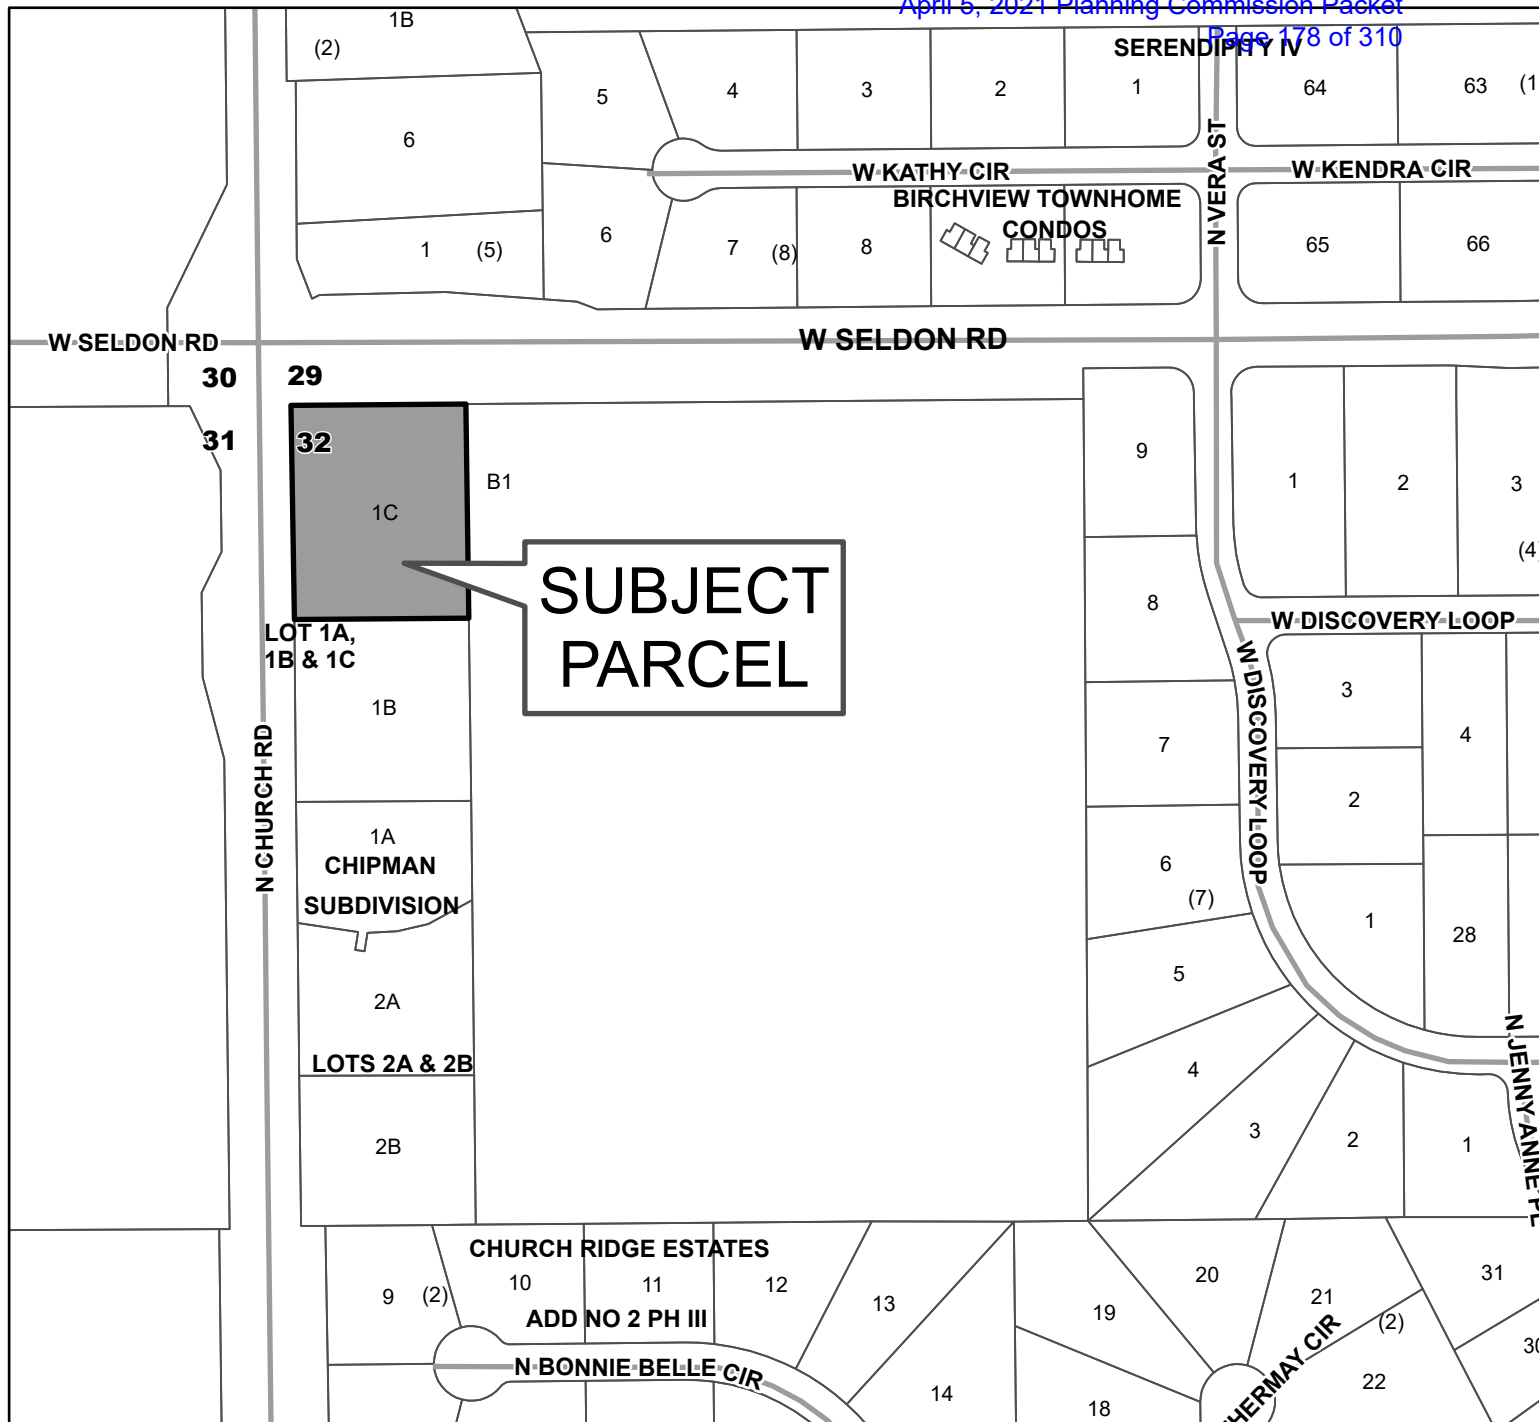 April 5, 2021 Planning Commission Packet
Page 178 of 310
1B
(2)
SERENDIPITY IV
5
4
3
2
1
64
63
6
W KATHY CIR
N VERA ST
W KENDRA CIR
BIRCHVIEW TOWNHOME
CONDOS
1
(5)
6
7
(8)
8
65
66
W SELDON RD
W SELDON RD
30
29
31
32
1C
B1
9
1
2
3
SUBJECT
PARCEL
8
W DISCOVERY LOOP
LOT 1A,
1B & 1C
1B
W DISCOVERY LOOP
3
4
7
2
N CHURCH RD
1A
CHIPMAN
SUBDIVISION
6
(7)
1
28
5
2A
LOTS 2A & 2B
4
N JENNY ANNE PL
3
2
1
2B
CHURCH RIDGE ESTATES
9
(2)
10
11
12
ADD NO 2 PH III
13
20
31
19
21
(2)
N BONNIE BELLE CIR
14
18
22